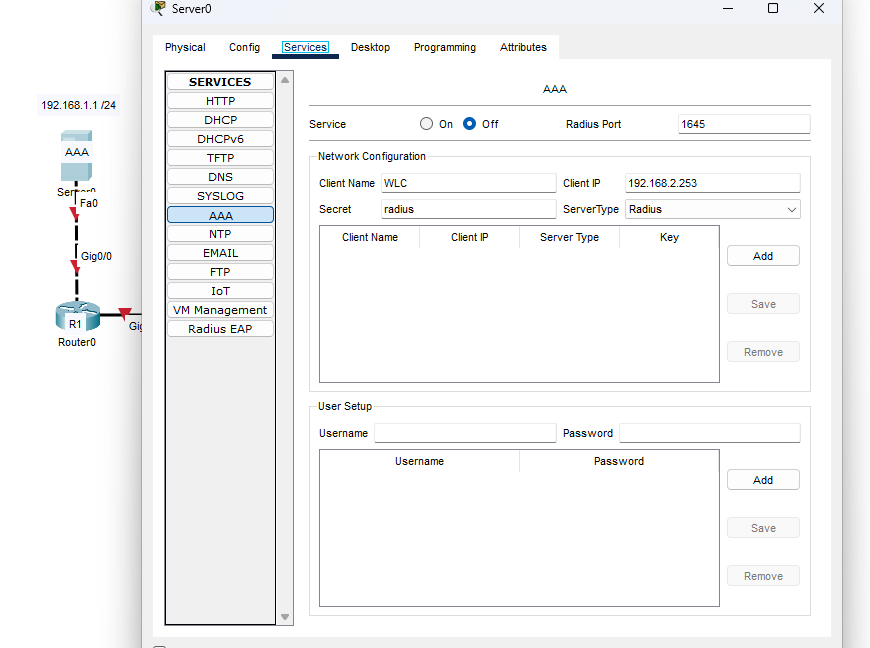 Server0
Physical Config Services Desktop Programming Attributes
192.168.1.1 /24
AAA
Server0
Fa0
Gig0/0
R1
Router0
Gig
SERVICES
HTTP
DHCP
DHCPv6
TFTP
DNS
SYSLOG
AAA
NTP
EMAIL
FTP
IoT
VM Management
Radius EAP
AAA
Service On Off Radius Port 1645
Network Configuration
Client Name WLC Client IP 192.168.2.253
Secret radius ServerType Radius
Client Name Client IP Server Type Key
Add
Save
Remove
User Setup
Username Password
Username Password
Add
Save
Remove